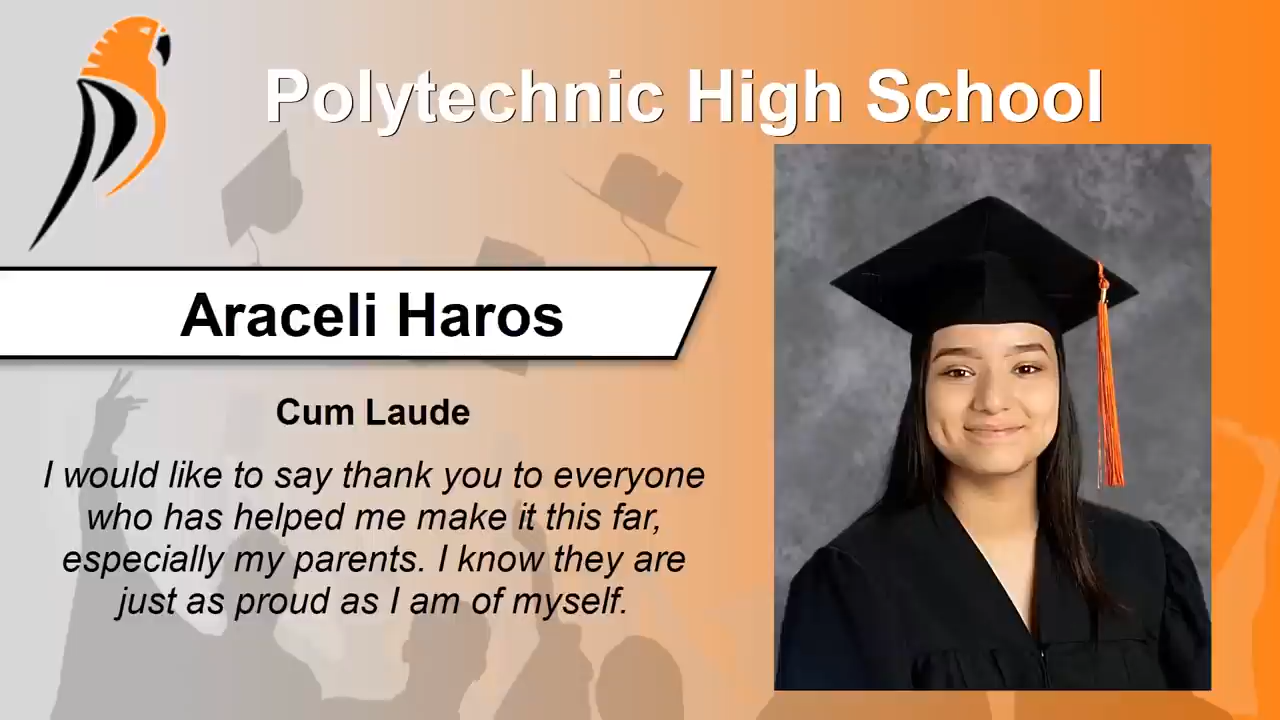 Polytechnic High School
Araceli Haros
Cum Laude
I would like to say thank you to everyone
who has helped me make it this far,
especially my parents. I know they are
just as proud as I am of myself.